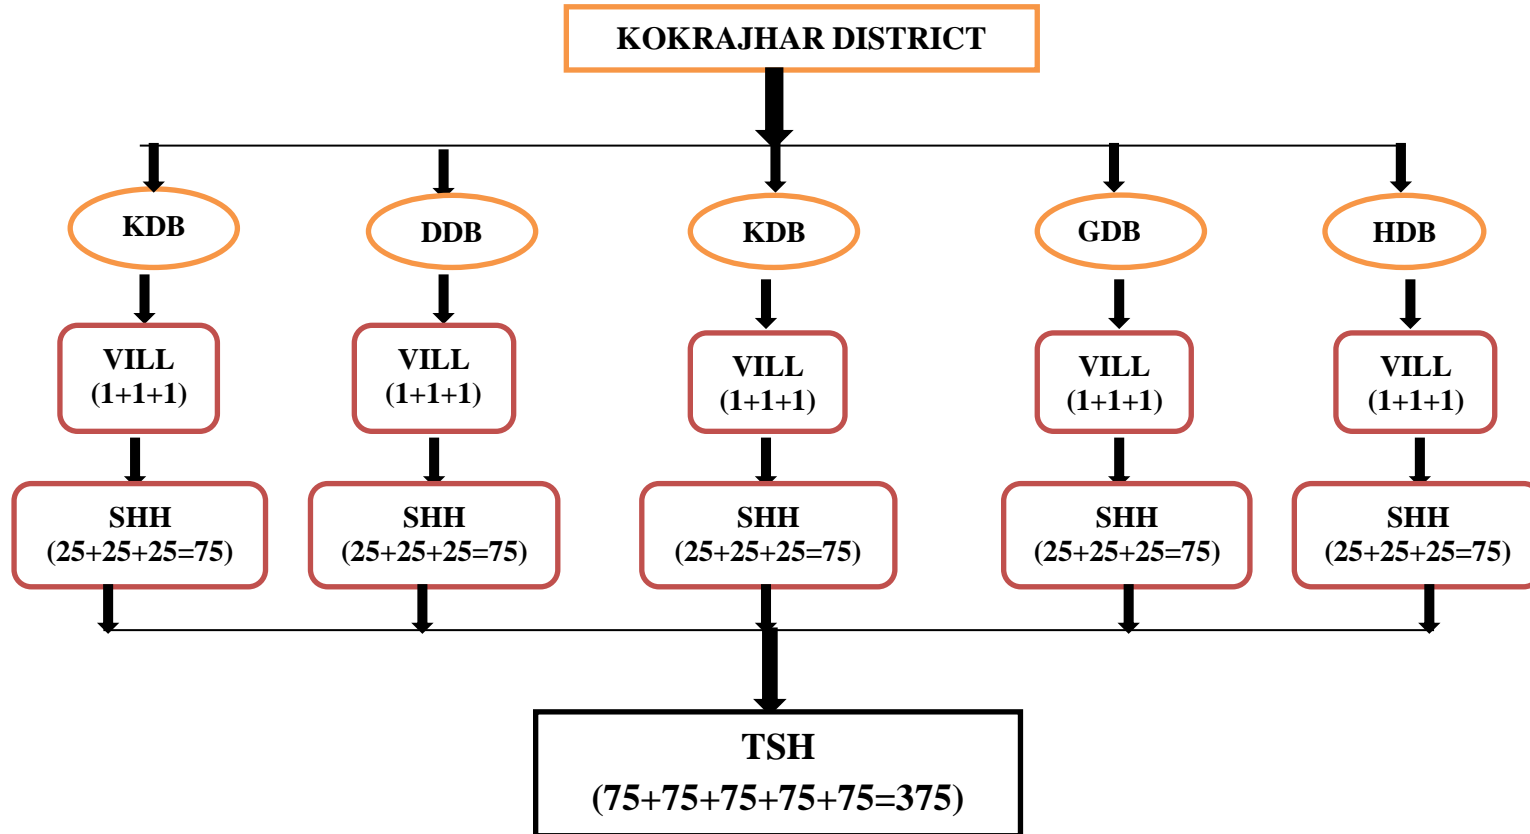 KOKRAJHAR DISTRICT
KDB
DDB
KDB
GDB
HDB
VILL
(1+1+1)
VILL
(1+1+1)
VILL
(1+1+1)
VILL
(1+1+1)
VILL
(1+1+1)
SHH
(25+25+25=75)
SHH
(25+25+25=75)
SHH
(25+25+25=75)
SHH
(25+25+25=75)
SHH
(25+25+25=75)
TSH
(75+75+75+75+75=375)